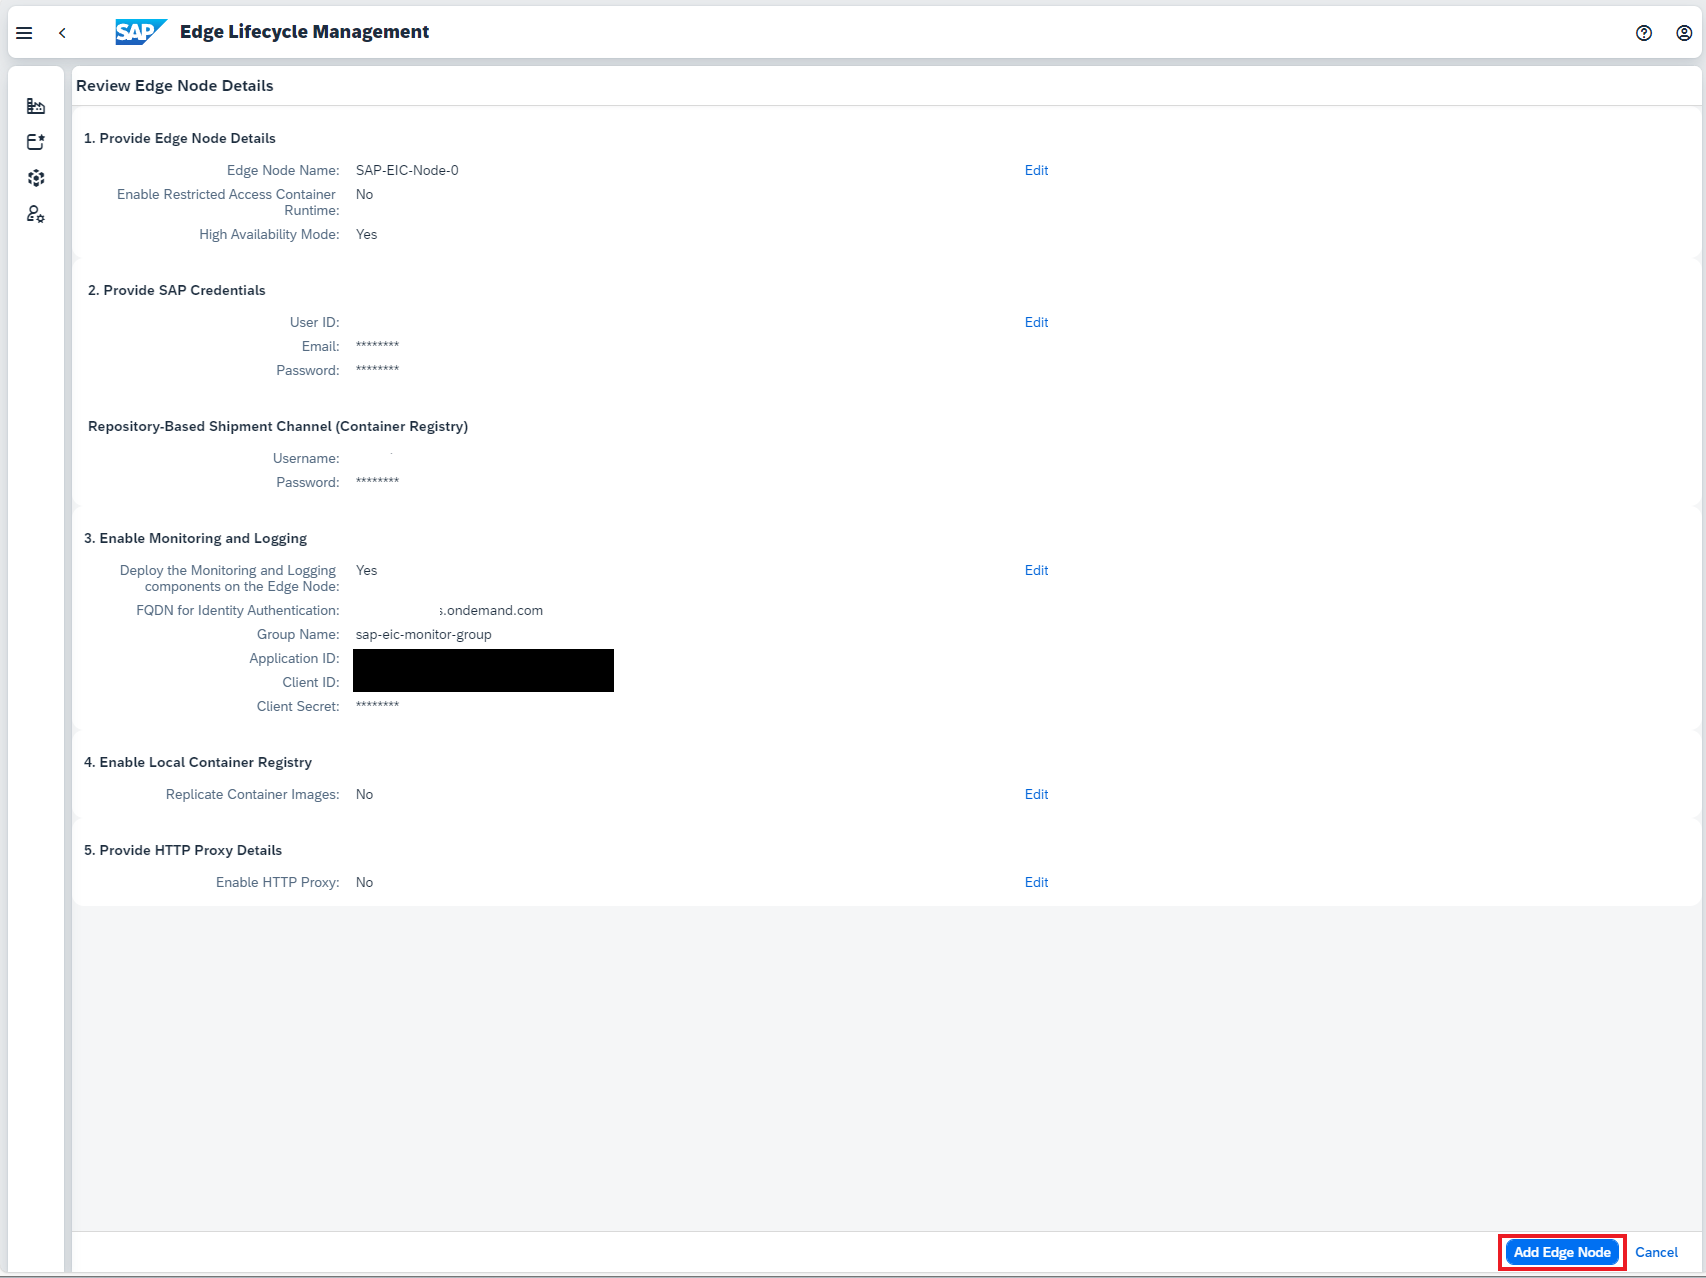 SAP Edge Lifecycle Management
Review Edge Node Details
1. Provide Edge Node Details
Edge Node Name: SAP-EIC-Node-0 Edit
Enable Restricted Access Container No
Runtime:
High Availability Mode: Yes
2. Provide SAP Credentials
User ID: Edit
Email: ********
Password: ********
Repository-Based Shipment Channel (Container Registry)
Username:
Password: ********
3. Enable Monitoring and Logging
Deploy the Monitoring and Logging Yes Edit
components on the Edge Node:
FQDN for Identity Authentication: s.ondemand.com
Group Name: sap-eic-monitor-group
Application ID:
Client ID:
Client Secret: ********
4. Enable Local Container Registry
Replicate Container Images: No Edit
5. Provide HTTP Proxy Details
Enable HTTP Proxy: No Edit
Add Edge Node Cancel